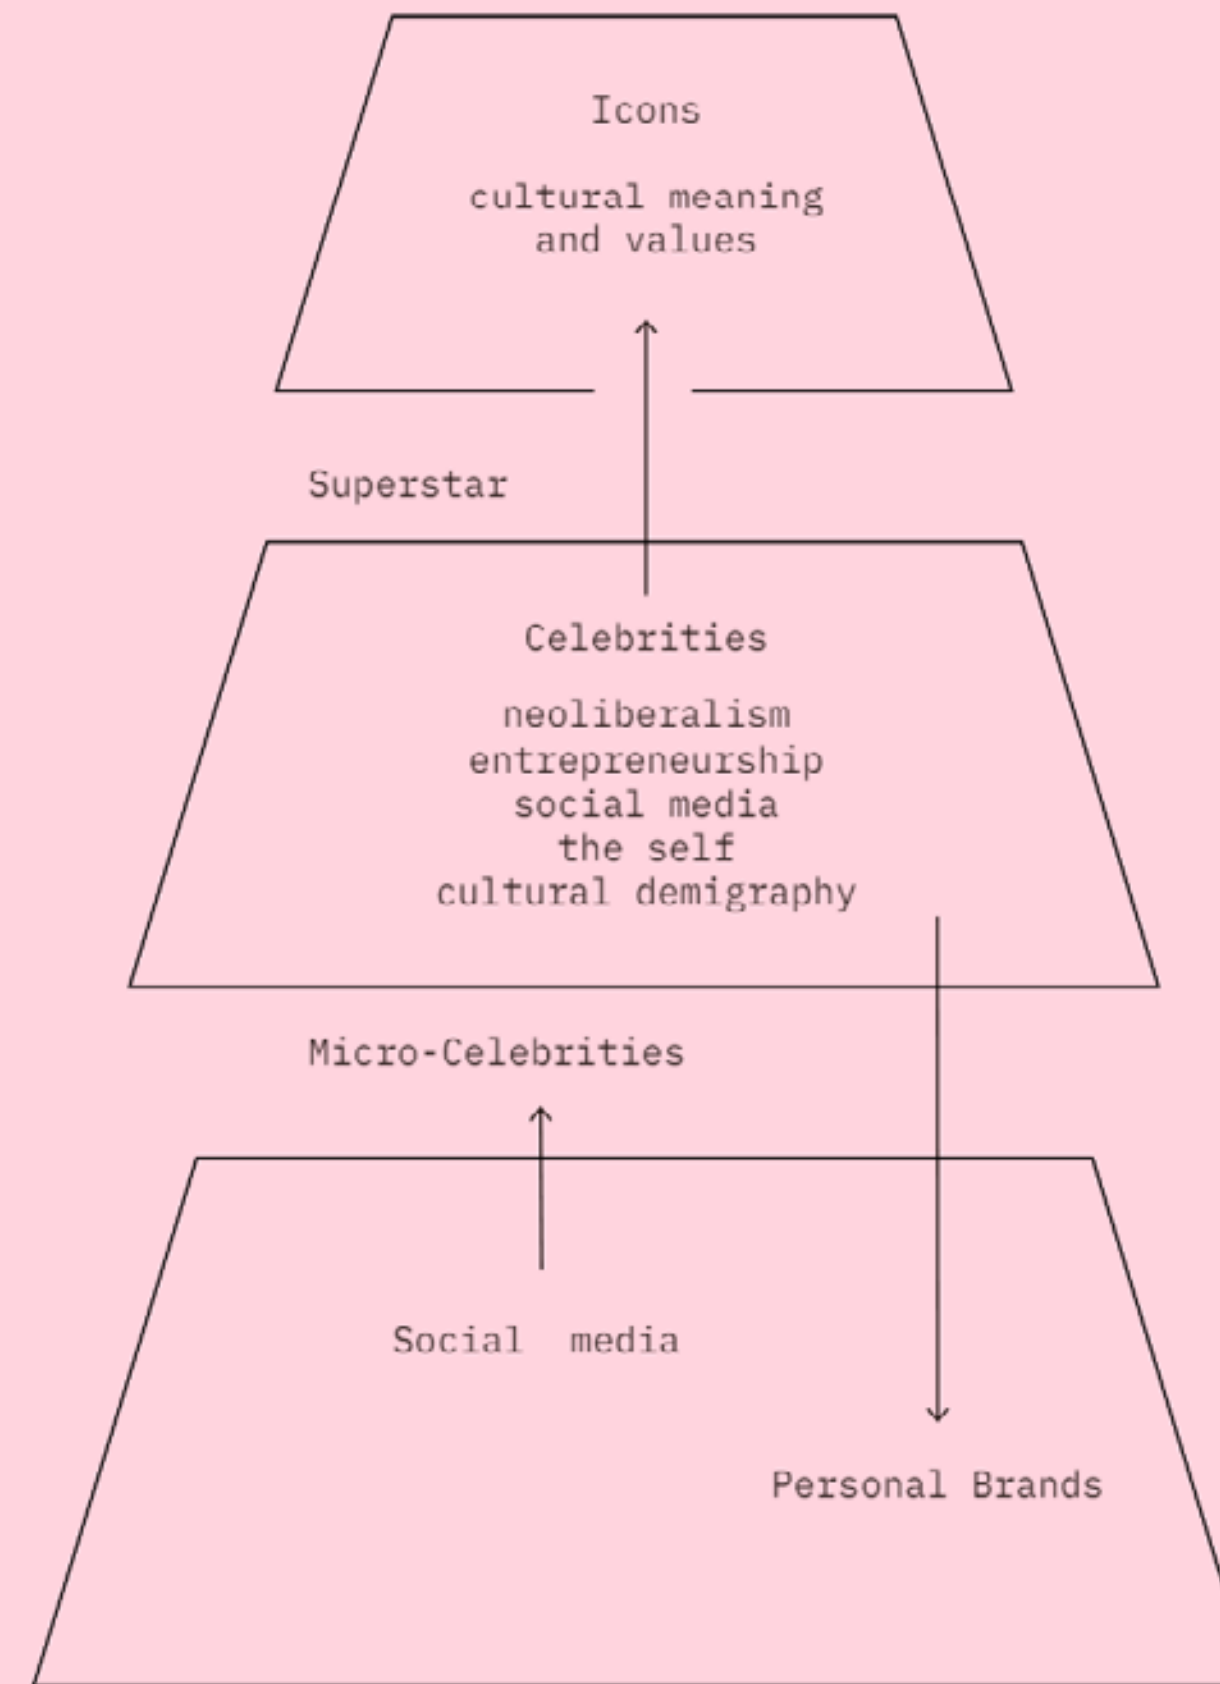 Icons
cultural meaning
and values
Superstar
Celebrities
neoliberalism
entrepreneurship
social media
the self
cultural demigraphy
Micro-Celebrities
Social media
Personal Brands